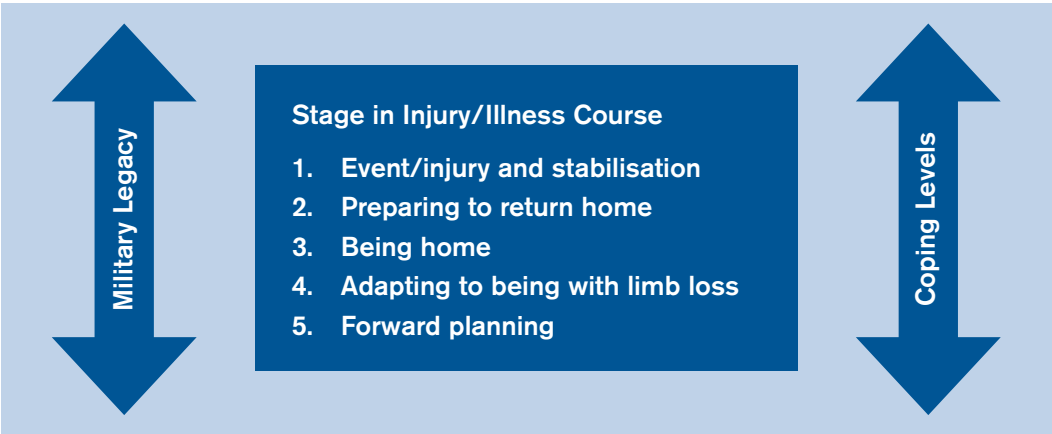 Military Legacy
Stage in Injury/Illness Course
1. Event/injury and stabilisation
2. Preparing to return home
3. Being home
4. Adapting to being with limb loss
5. Forward planning
Coping Levels